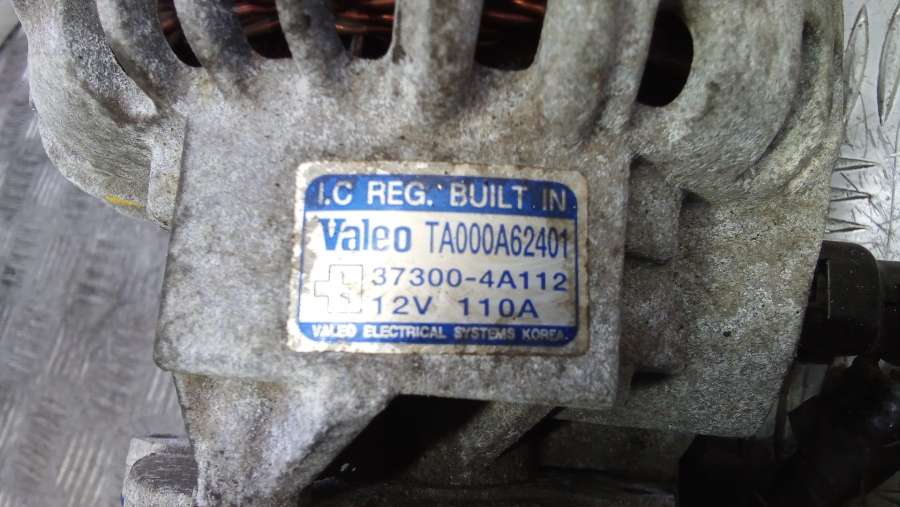 I.C REG. BUILT IN
Valeo TA000A62401
37300-4A112
12V 110A
VALEO ELECTRICAL SYSTEMS KOREA.